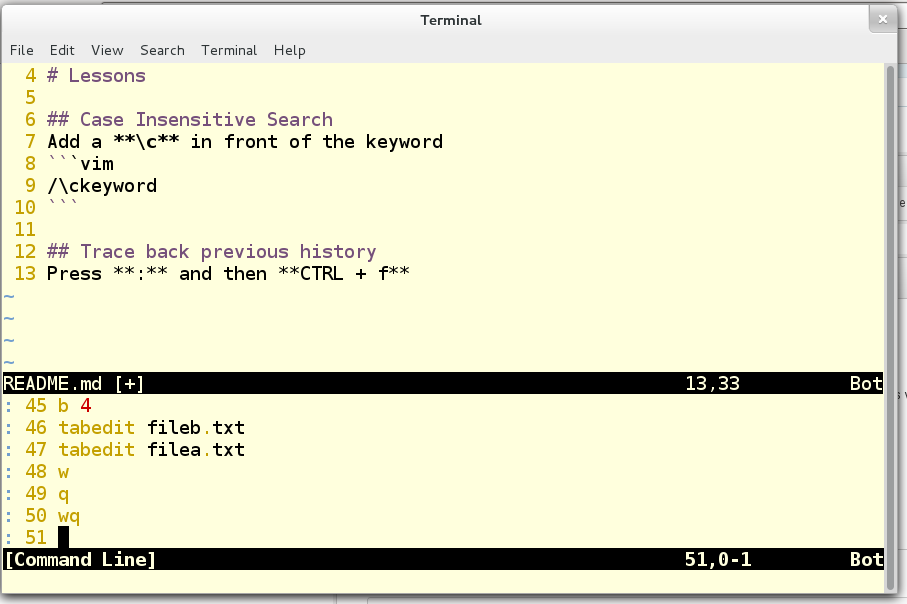 Terminal
File Edit View Search Terminal Help
4 # Lessons
5
6 ## Case Insensitive Search
7 Add a **\c** in front of the keyword
8 ```vim
9 /\ckeyword
10 ```
11
12 ## Trace back previous history
13 Press **:** and then **CTRL + f**
~
~
~
~
README.md [+] 13,33 Bot
: 45 b 4
: 46 tabedit fileb.txt
: 47 tabedit filea.txt
: 48 w
: 49 q
: 50 wq
: 51
[Command Line] 51,0-1 Bot